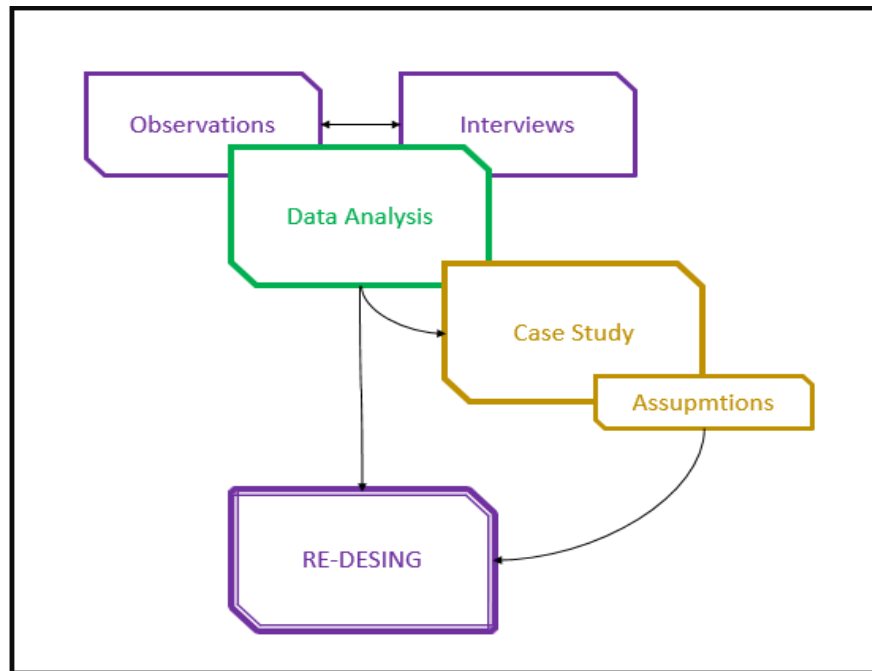 Observations
Interviews
Data Analysis
Case Study
Assupmtions
RE-DESING